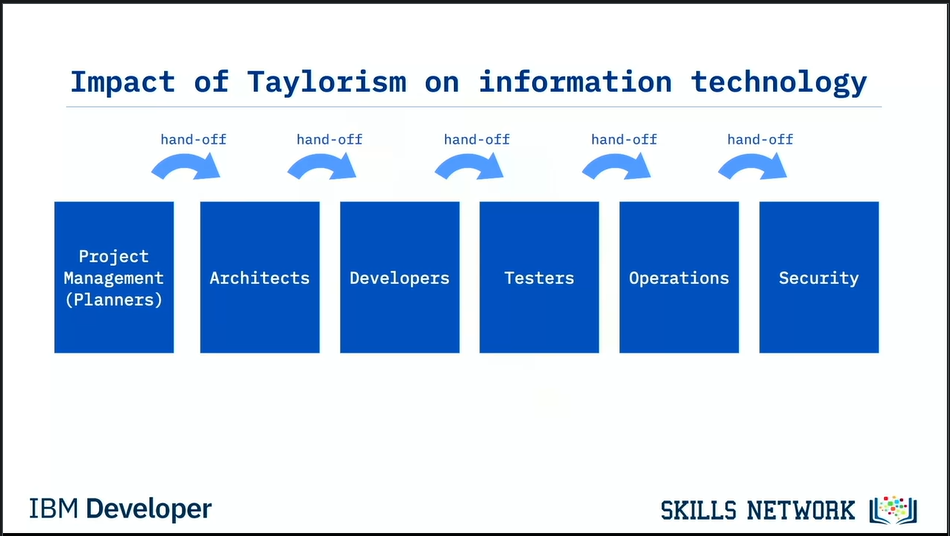 Impact of Taylorism on information technology
hand-off
hand-off
hand-off
hand-off
hand-off
Project
Management
(Planners)
Architects
Developers
Testers
Operations
Security
IBM Developer
SKILLS NETWORK